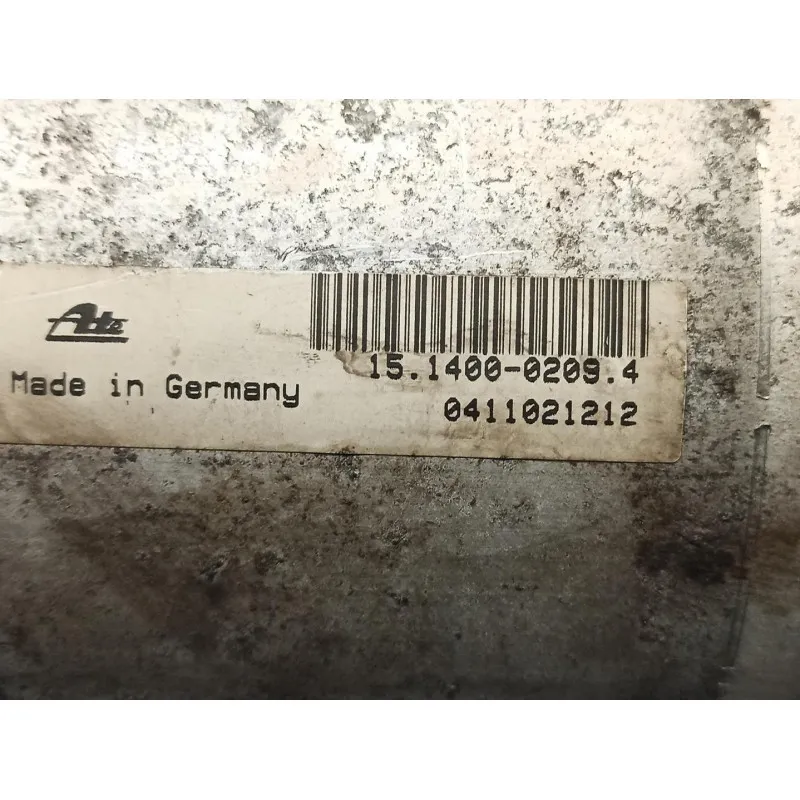 Ate
Made in Germany
15.1400-0209.4
0411021212